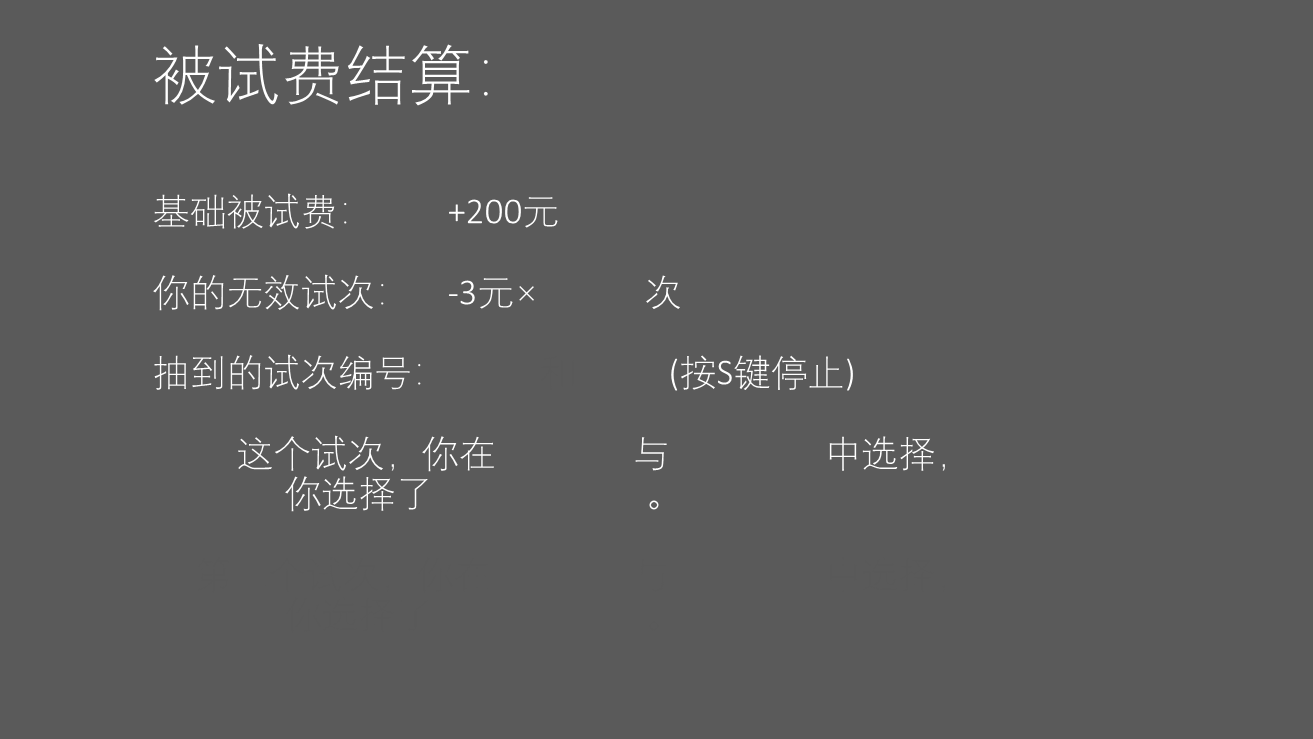 被试费结算：
基础被试费： +200元
你的无效试次： -3元× 次
抽到的试次编号： (按S键停止)
这个试次，你在 与 中选择，
你选择了 。